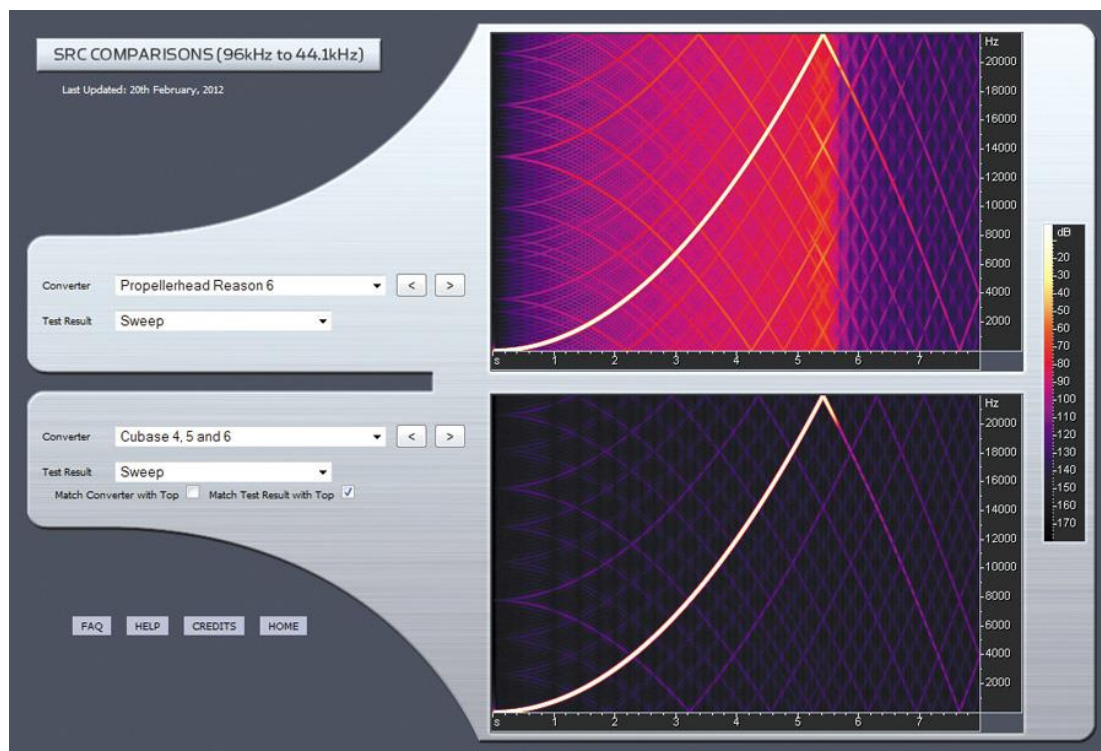 SRC COMPARISONS (96kHz to 44.1kHz)
Last Updated: 20th February, 2012
Converter Propellerhead Reason 6 < >
Test Result Sweep
Hz
20000
18000
16000
14000
12000
10000
8000
6000
4000
2000
s 1 2 3 4 5 6 7
Converter Cubase 4, 5 and 6 < >
Test Result Sweep
Match Converter with Top Match Test Result with Top
Hz
20000
18000
16000
14000
12000
10000
8000
6000
4000
2000
s 1 2 3 4 5 6 7
dB
-20
-30
-40
-50
-60
-70
-80
-90
-100
-110
-120
-130
-140
-150
-160
-170
FAQ HELP CREDITS HOME